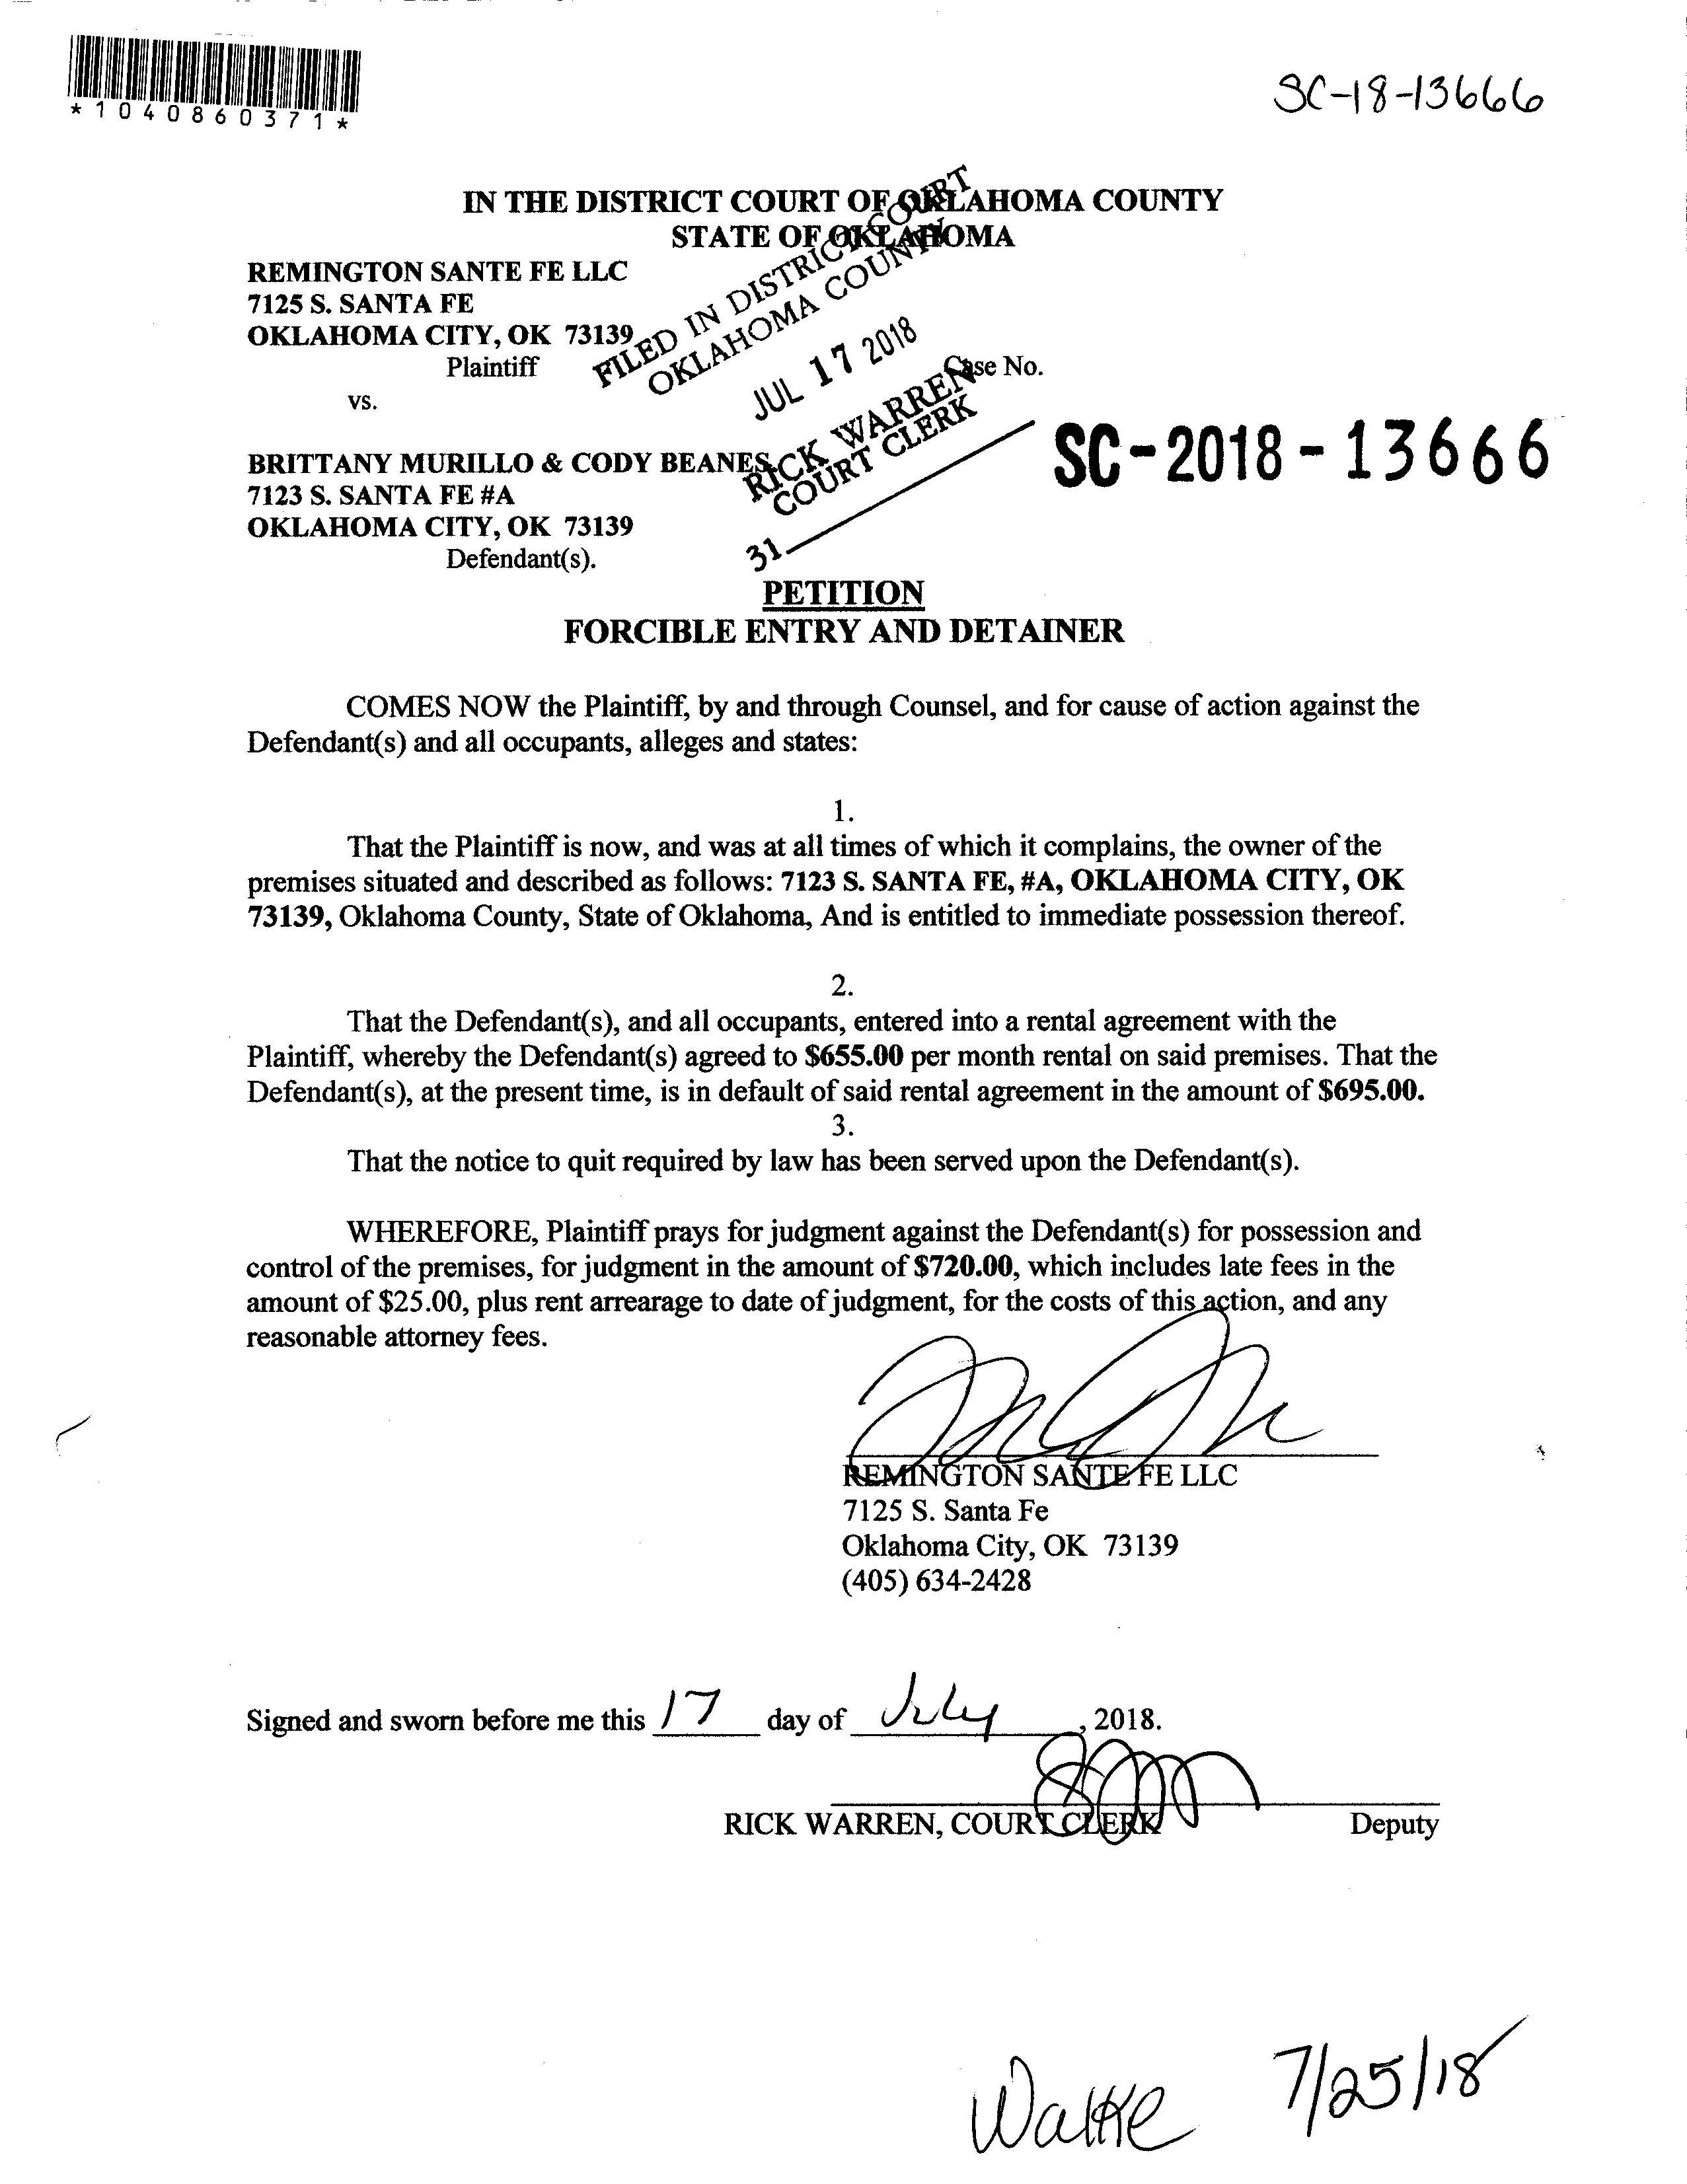 *1040860371*
SC-18-13666
IN THE DISTRICT COURT OF OKLAHOMA COUNTY
STATE OF OKLAHOMA
REMINGTON SANTE FE LLC
7125 S. SANTA FE
OKLAHOMA CITY, OK 73139
Plaintiff
FILED IN DISTRICT COURT
OKLAHOMA COUNTY
JUL 17 2018
RICK WARREN
COURT CLERK
31
Case No.
vs.
SC-2018-13666
BRITTANY MURILLO & CODY BEANES
7123 S. SANTA FE #A
OKLAHOMA CITY, OK 73139
Defendant(s).
PETITION
FORCIBLE ENTRY AND DETAINER
COMES NOW the Plaintiff, by and through Counsel, and for cause of action against the
Defendant(s) and all occupants, alleges and states:
1.
That the Plaintiff is now, and was at all times of which it complains, the owner of the
premises situated and described as follows: 7123 S. SANTA FE, #A, OKLAHOMA CITY, OK
73139, Oklahoma County, State of Oklahoma, And is entitled to immediate possession thereof.
2.
That the Defendant(s), and all occupants, entered into a rental agreement with the
Plaintiff, whereby the Defendant(s) agreed to $655.00 per month rental on said premises. That the
Defendant(s), at the present time, is in default of said rental agreement in the amount of $695.00.
3.
That the notice to quit required by law has been served upon the Defendant(s).
WHEREFORE, Plaintiff prays for judgment against the Defendant(s) for possession and
control of the premises, for judgment in the amount of $720.00, which includes late fees in the
amount of $25.00, plus rent arrearage to date of judgment, for the costs of this action, and any
reasonable attorney fees.
REMINGTON SANTE FE LLC
7125 S. Santa Fe
Oklahoma City, OK 73139
(405) 634-2428
Signed and sworn before me this 17 day of July, 2018.
RICK WARREN, COURT CLERK Deputy
Walke 7/25/18